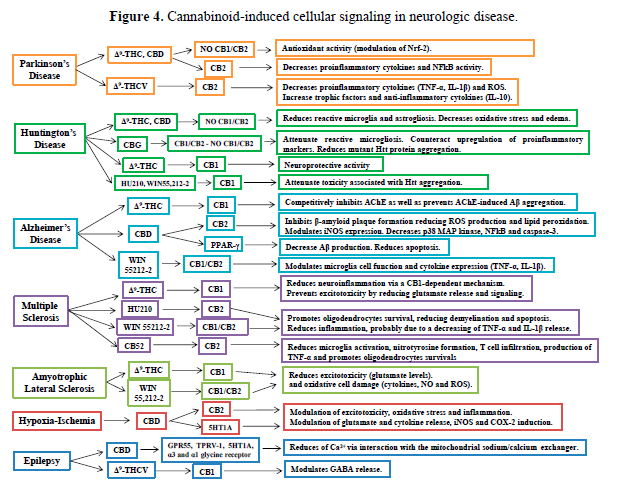 Figure 4. Cannabinoid-induced cellular signaling in neurologic disease.
Parkinson's
Disease
Δ⁹-THC, CBD
NO CB1/CB2
Antioxidant activity (modulation of Nrf-2).
CB2
Decreases proinflammatory cytokines and NFkB activity.
Δ⁹-THCV
CB2
Decreases proinflammatory cytokines (TNF-α, IL-1β) and ROS.
Increase trophic factors and anti-inflammatory cytokines (IL-10).
Huntington's
Disease
Δ⁹-THC, CBD
NO CB1/CB2
Reduces reactive microglia and astrogliosis. Decreases oxidative stress and edema.
CBG
CB1/CB2 - NO CB1/CB2
Attenuate reactive microgliosis. Counteract upregulation of proinflammatory
markers. Reduces mutant Htt protein aggregation.
Δ⁹-THC
CB1
Neuroprotective activity
HU210, WIN55,212-2
CB1
Attenuate toxicity associated with Htt aggregation.
Alzheimer's
Disease
Δ⁹-THC
CB1
Competitively inhibits AChE as well as prevents AChE-induced Aβ aggregation.
CBD
CB2
Inhibits β-amyloid plaque formation reducing ROS production and lipid peroxidation.
Modulates iNOS expression. Decreases p38 MAP kinase, NFkB and caspase-3.
PPAR-γ
Decrease Aβ production. Reduces apoptosis.
WIN
55212-2
CB1/CB2
Modulates microglia cell function and cytokine expression (TNF-α, IL-1β).
Multiple
Sclerosis
Δ⁹-THC
CB1
Reduces neuroinflammation via a CB1-dependent mechanism.
Prevents excitotoxicity by reducing glutamate release and signaling.
HU210
CB2
WIN 55212-2
CB1/CB2
Promotes oligodendrocytes survival, reducing demyelination and apoptosis.
Reduces inflammation, probably due to a decreasing of TNF-α and IL-1β release.
CB52
CB2
Reduces microglia activation, nitrotyrosine formation, T cell infiltration, production of
TNF-α and promote oligodendrocytes survivals
Amyotrophic
Lateral Sclerosis
Δ⁹-THC
CB1
WIN
55,212-2
CB1/CB2
Reduces excitotoxicity (glutamate levels).
and oxidative cell damage (cytokines, NO and ROS).
Hypoxia-Ischemia
CBD
CB2
5HT1A
Modulation of excitotoxicity, oxidative stress and inflammation.
Modulation of glutamate and cytokine release, iNOS and COX-2 induction.
Epilepsy
CBD
GPR55, TPRV-1, 5HT1A,
α3 and α1 glycine receptor
Reduces of Ca²⁺ via interaction with the mitochondrial sodium/calcium exchanger.
Δ⁹-THCV
CB1
Modulates GABA release.